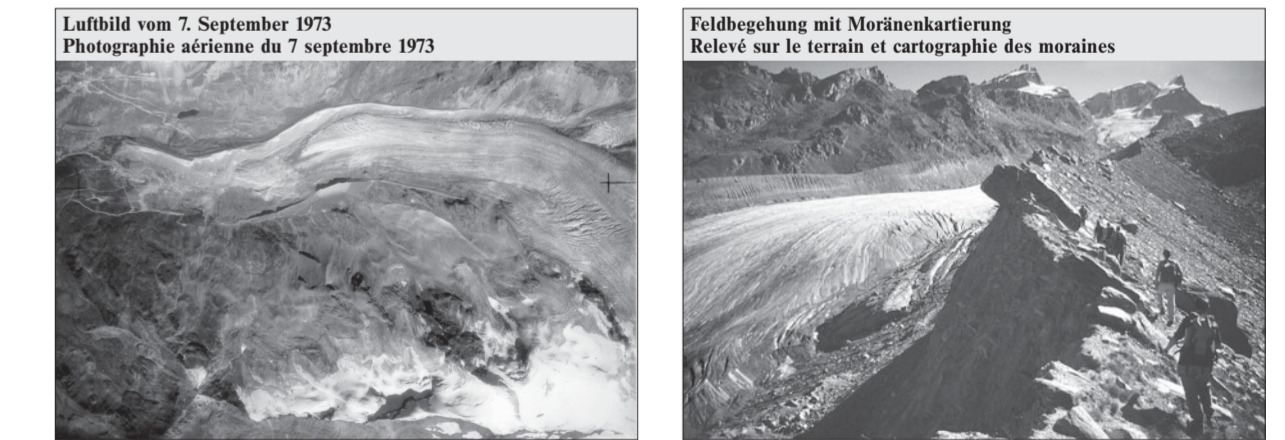 Luftbild vom 7. September 1973
Photographie aérienne du 7 septembre 1973
Feldbegehung mit Moränenkartierung
Relevé sur le terrain et cartographie des moraines